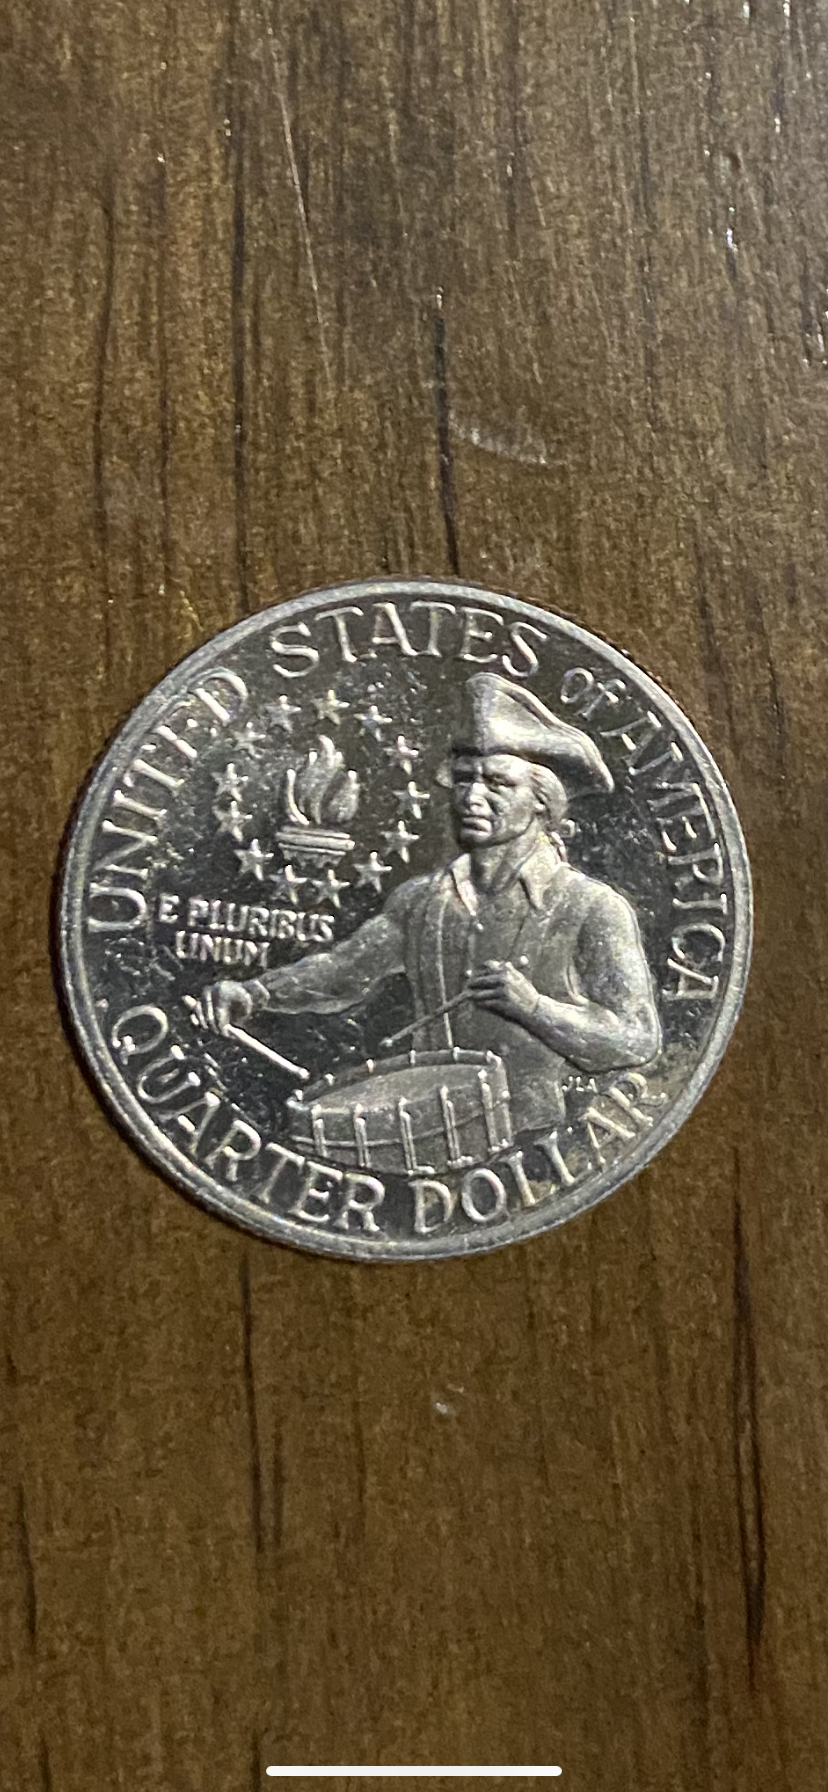 UNITED STATES of AMERICA
E PLURIBUS
UNUM
JLA
QUARTER DOLLAR